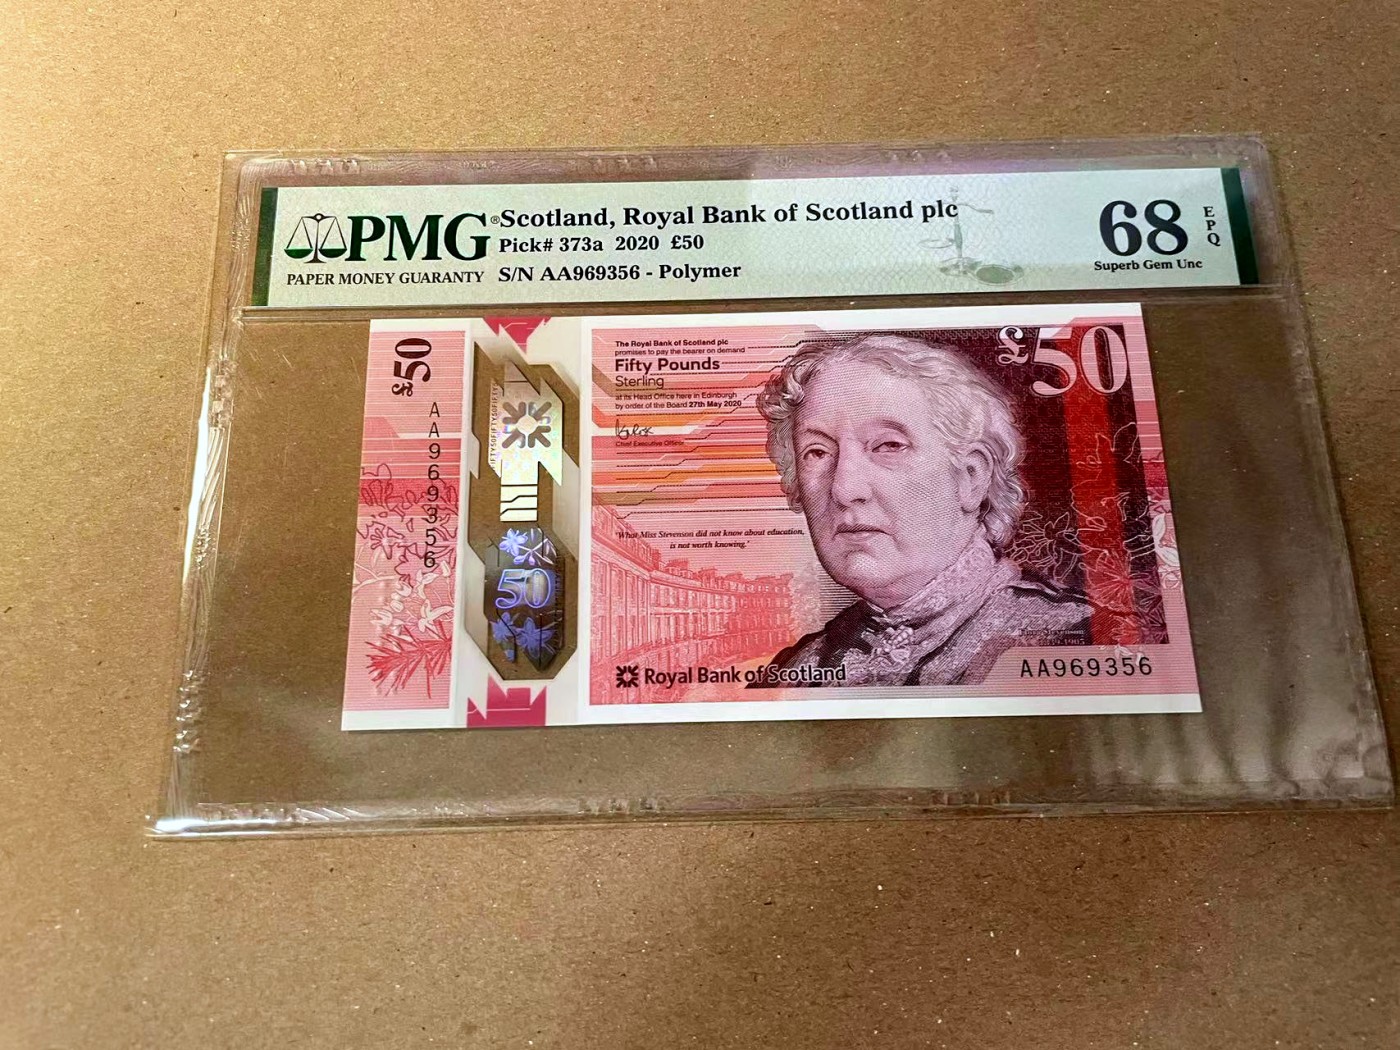 PMG®
PAPER MONEY GUARANTY
Scotland, Royal Bank of Scotland plc
Pick# 373a 2020 £50
S/N AA969356 - Polymer
68
EPQ
Superb Gem Unc
£50
AA969356
50
The Royal Bank of Scotland plc
promises to pay the bearer on demand
Fifty Pounds
Sterling
at its Head Office here in Edinburgh
by order of the Board 27th May 2020
Chief Executive Officer
'What Miss Stevenson did not know about education,
is not worth knowing.'
£50
Royal Bank of Scotland
AA969356